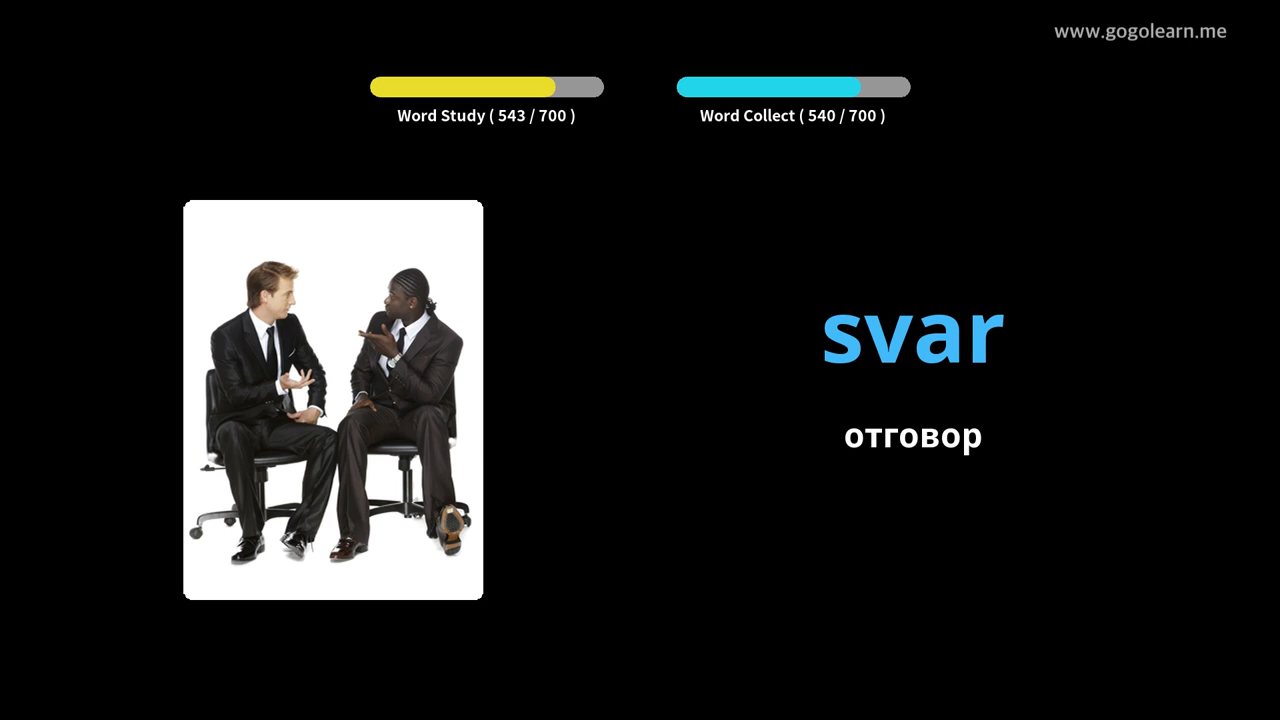 www.gogolearn.me
Word Study ( 543 / 700 )
Word Collect ( 540 / 700 )
svar
отговор